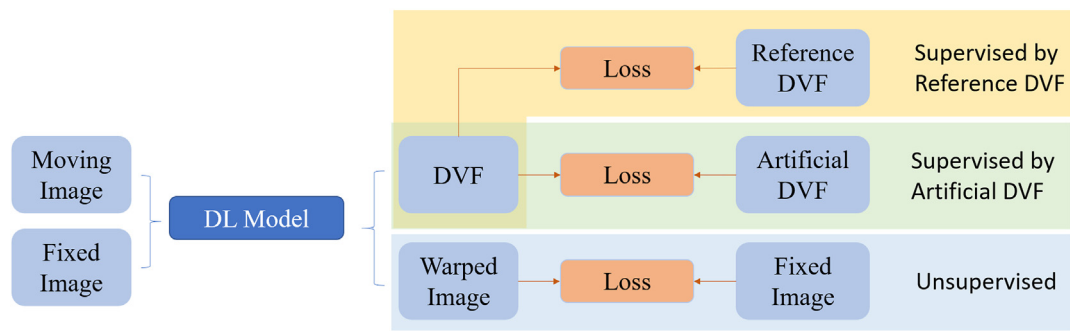 Moving
Image
Fixed
Image
DL Model
Loss
Reference
DVF
Supervised by
Reference DVF
DVF
Loss
Artificial
DVF
Supervised by
Artificial DVF
Warped
Image
Loss
Fixed
Image
Unsupervised